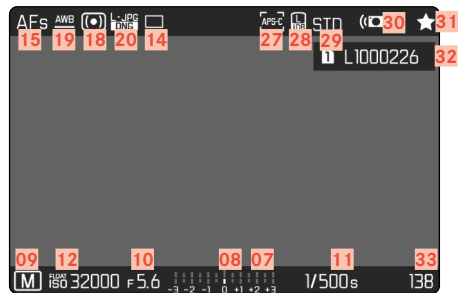 AFs AWB L-JPG DNG APS-C L JPG STD
15 19 18 20 14 27 28 29 30 31
1 L1000226 32
09 12 10 08 07 11 33
M FLOAT ISO 32000 F5.6 -3 -2 -1 0 +1 +2 +3 1/500s 138